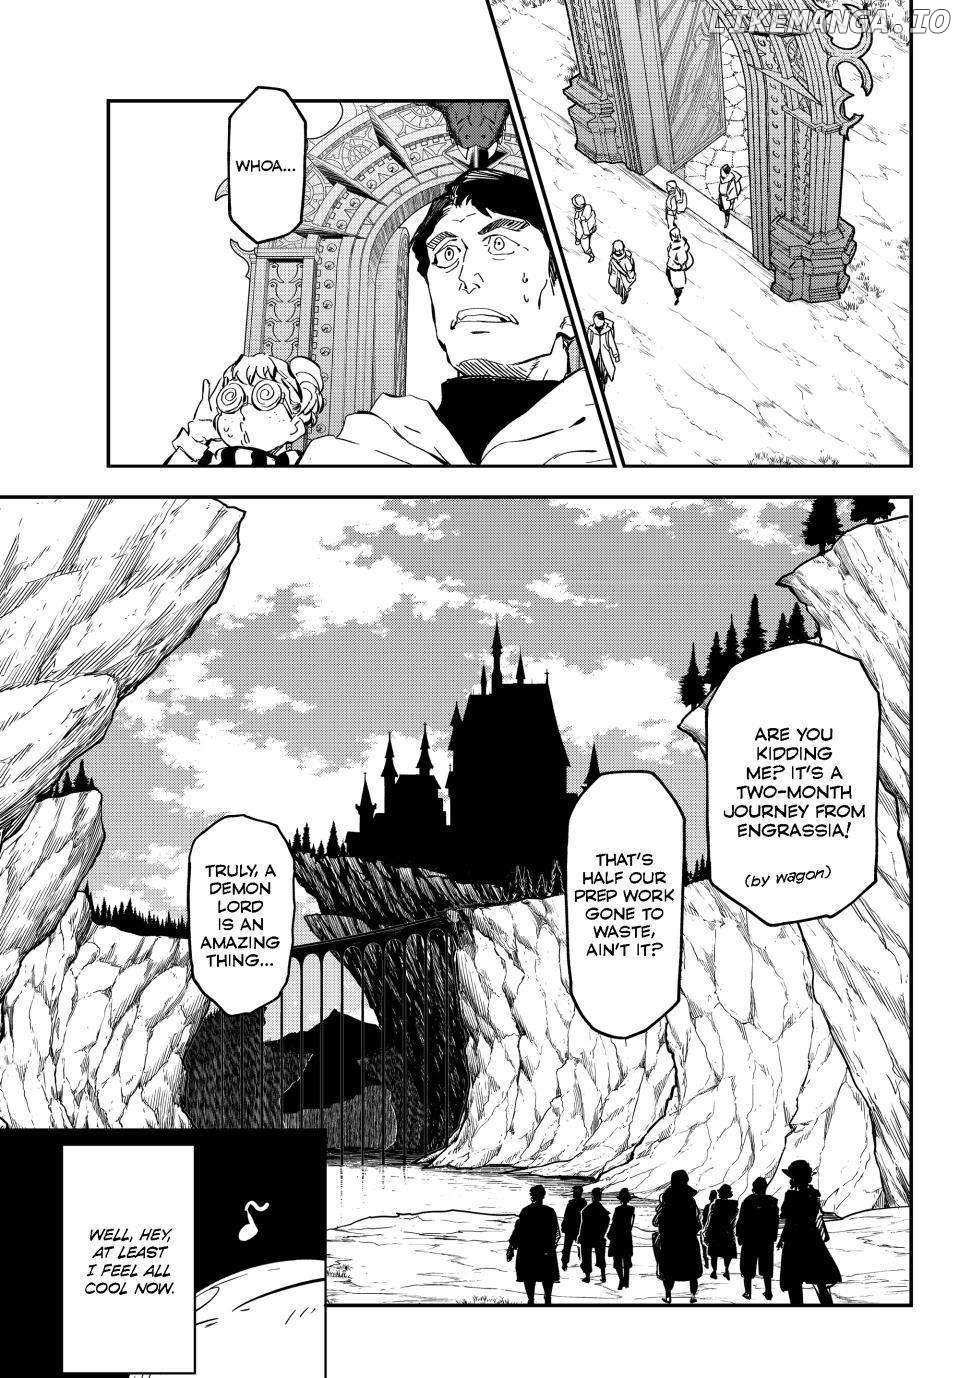 LIKEMANGA.IO
WHOA...
ARE YOU
KIDDING
ME? IT'S A
TWO-MONTH
JOURNEY FROM
ENGRASSIA!
(by wagon)
THAT'S
HALF OUR
PREP WORK
GONE TO
WASTE,
AIN'T IT?
TRULY, A
DEMON
LORD
IS AN
AMAZING
THING...
WELL, HEY,
AT LEAST
I FEEL ALL
COOL NOW.